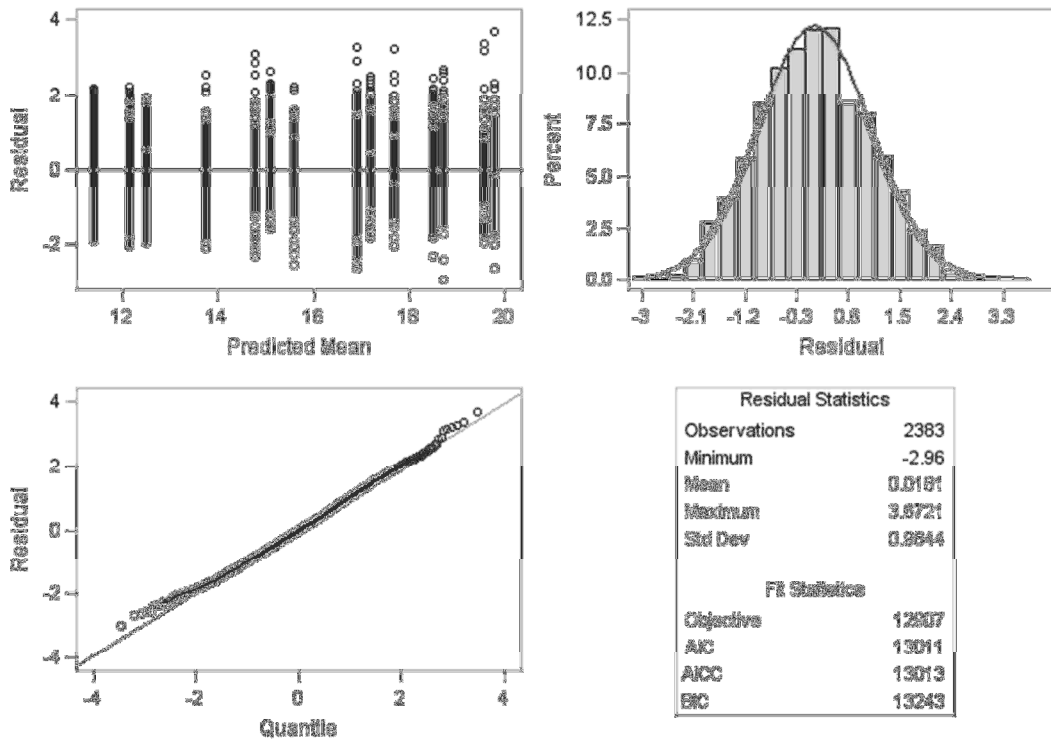 4
2
0
-2
Residual
12 14 16 18 20
Predicted Mean
12.5
10.0
7.5
5.0
2.5
0.0
Percent
-3 -2.1 -1.2 -0.3 0.6 1.5 2.4 3.3
Residual
4
2
0
-2
-4
Residual
-4 -2 0 2 4
Quantile
Residual Statistics
Observations 2383
Minimum -2.96
Mean
Maximum 3.6721
Std Dev 0.9844
Fit Statistics
Objective 12907
AIC 13011
AICC 13013
BIC 13243